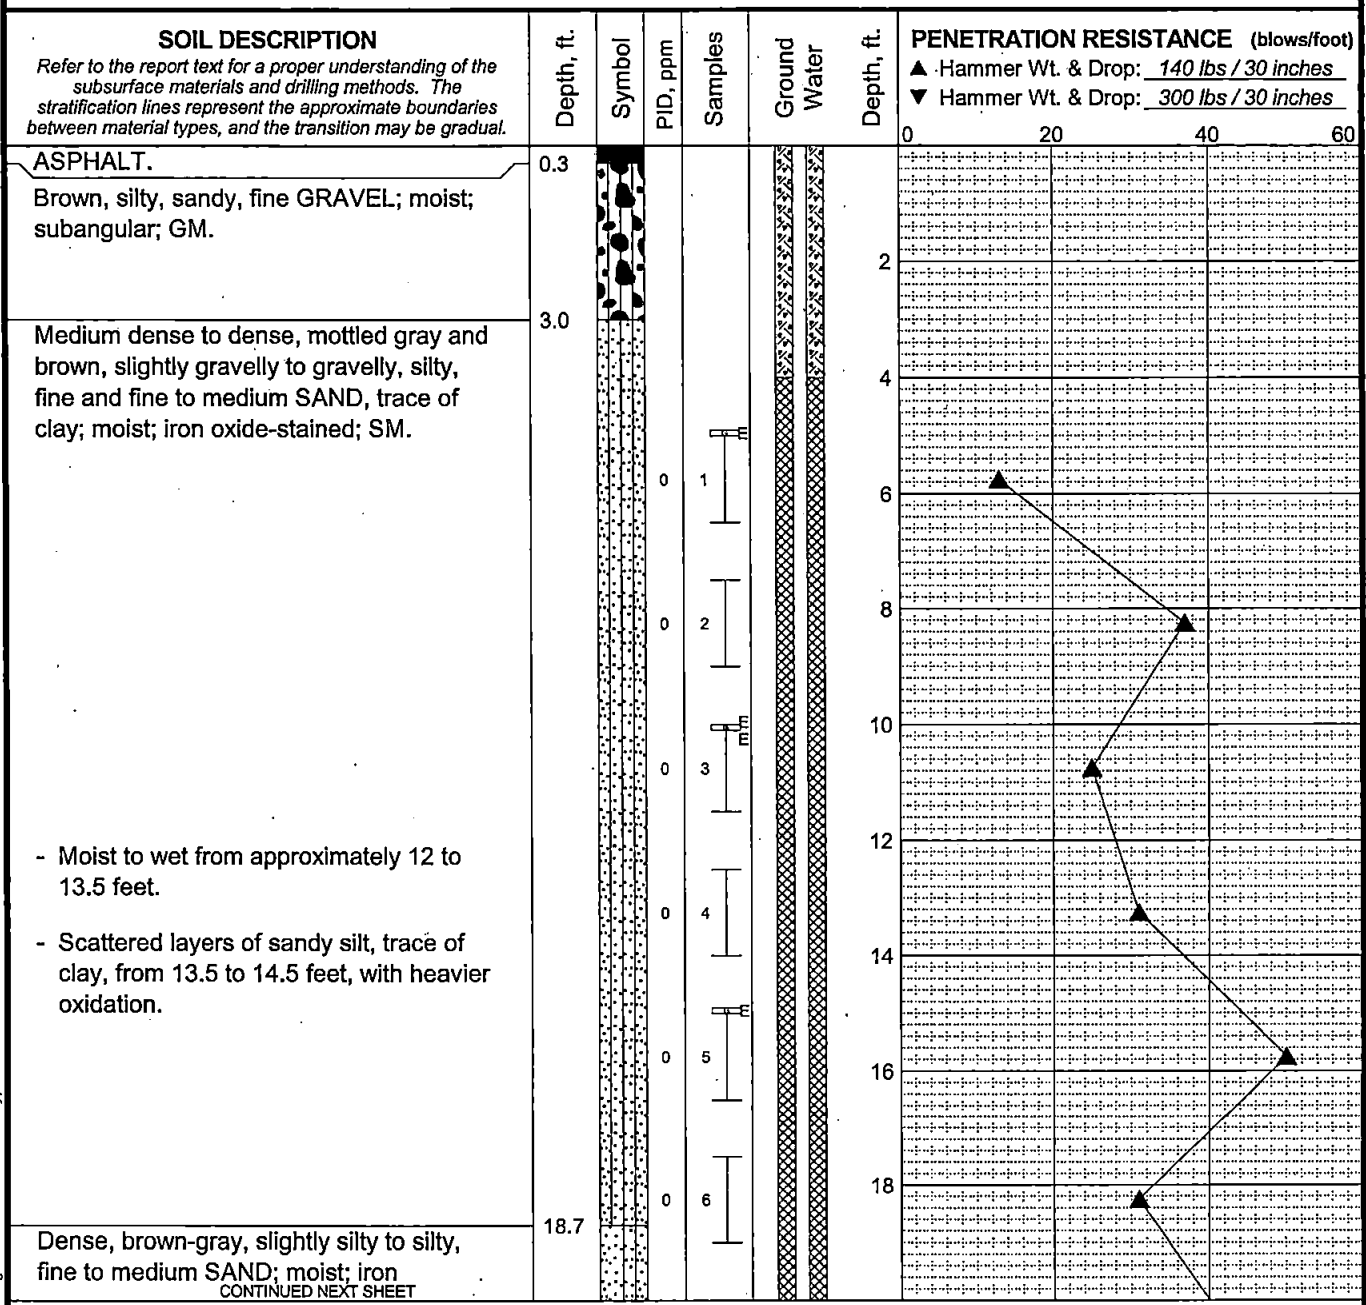 SOIL DESCRIPTION
Refer to the report text for a proper understanding of the
subsurface materials and drilling methods. The
stratification lines represent the approximate boundaries
between material types, and the transition may be gradual.
Depth, ft.
Symbol
PID, ppm
Samples
Ground
Water
Depth, ft.
PENETRATION RESISTANCE (blows/foot)
▲ Hammer Wt. & Drop: 140 lbs / 30 inches
▼ Hammer Wt. & Drop: 300 lbs / 30 inches
0 20 40 60
ASPHALT.
0.3
Brown, silty, sandy, fine GRAVEL; moist;
subangular; GM.
2
3.0
Medium dense to dense, mottled gray and
brown, slightly gravelly to gravelly, silty,
fine and fine to medium SAND, trace of
clay; moist; iron oxide-stained; SM.
4
E
0 1
6
8
0 2
10
E
E
0 3
12
- Moist to wet from approximately 12 to
13.5 feet.
0 4
- Scattered layers of sandy silt, trace of
clay, from 13.5 to 14.5 feet, with heavier
oxidation.
14
E
0 5
16
18
0 6
18.7
Dense, brown-gray, slightly silty to silty,
fine to medium SAND; moist; iron
CONTINUED NEXT SHEET